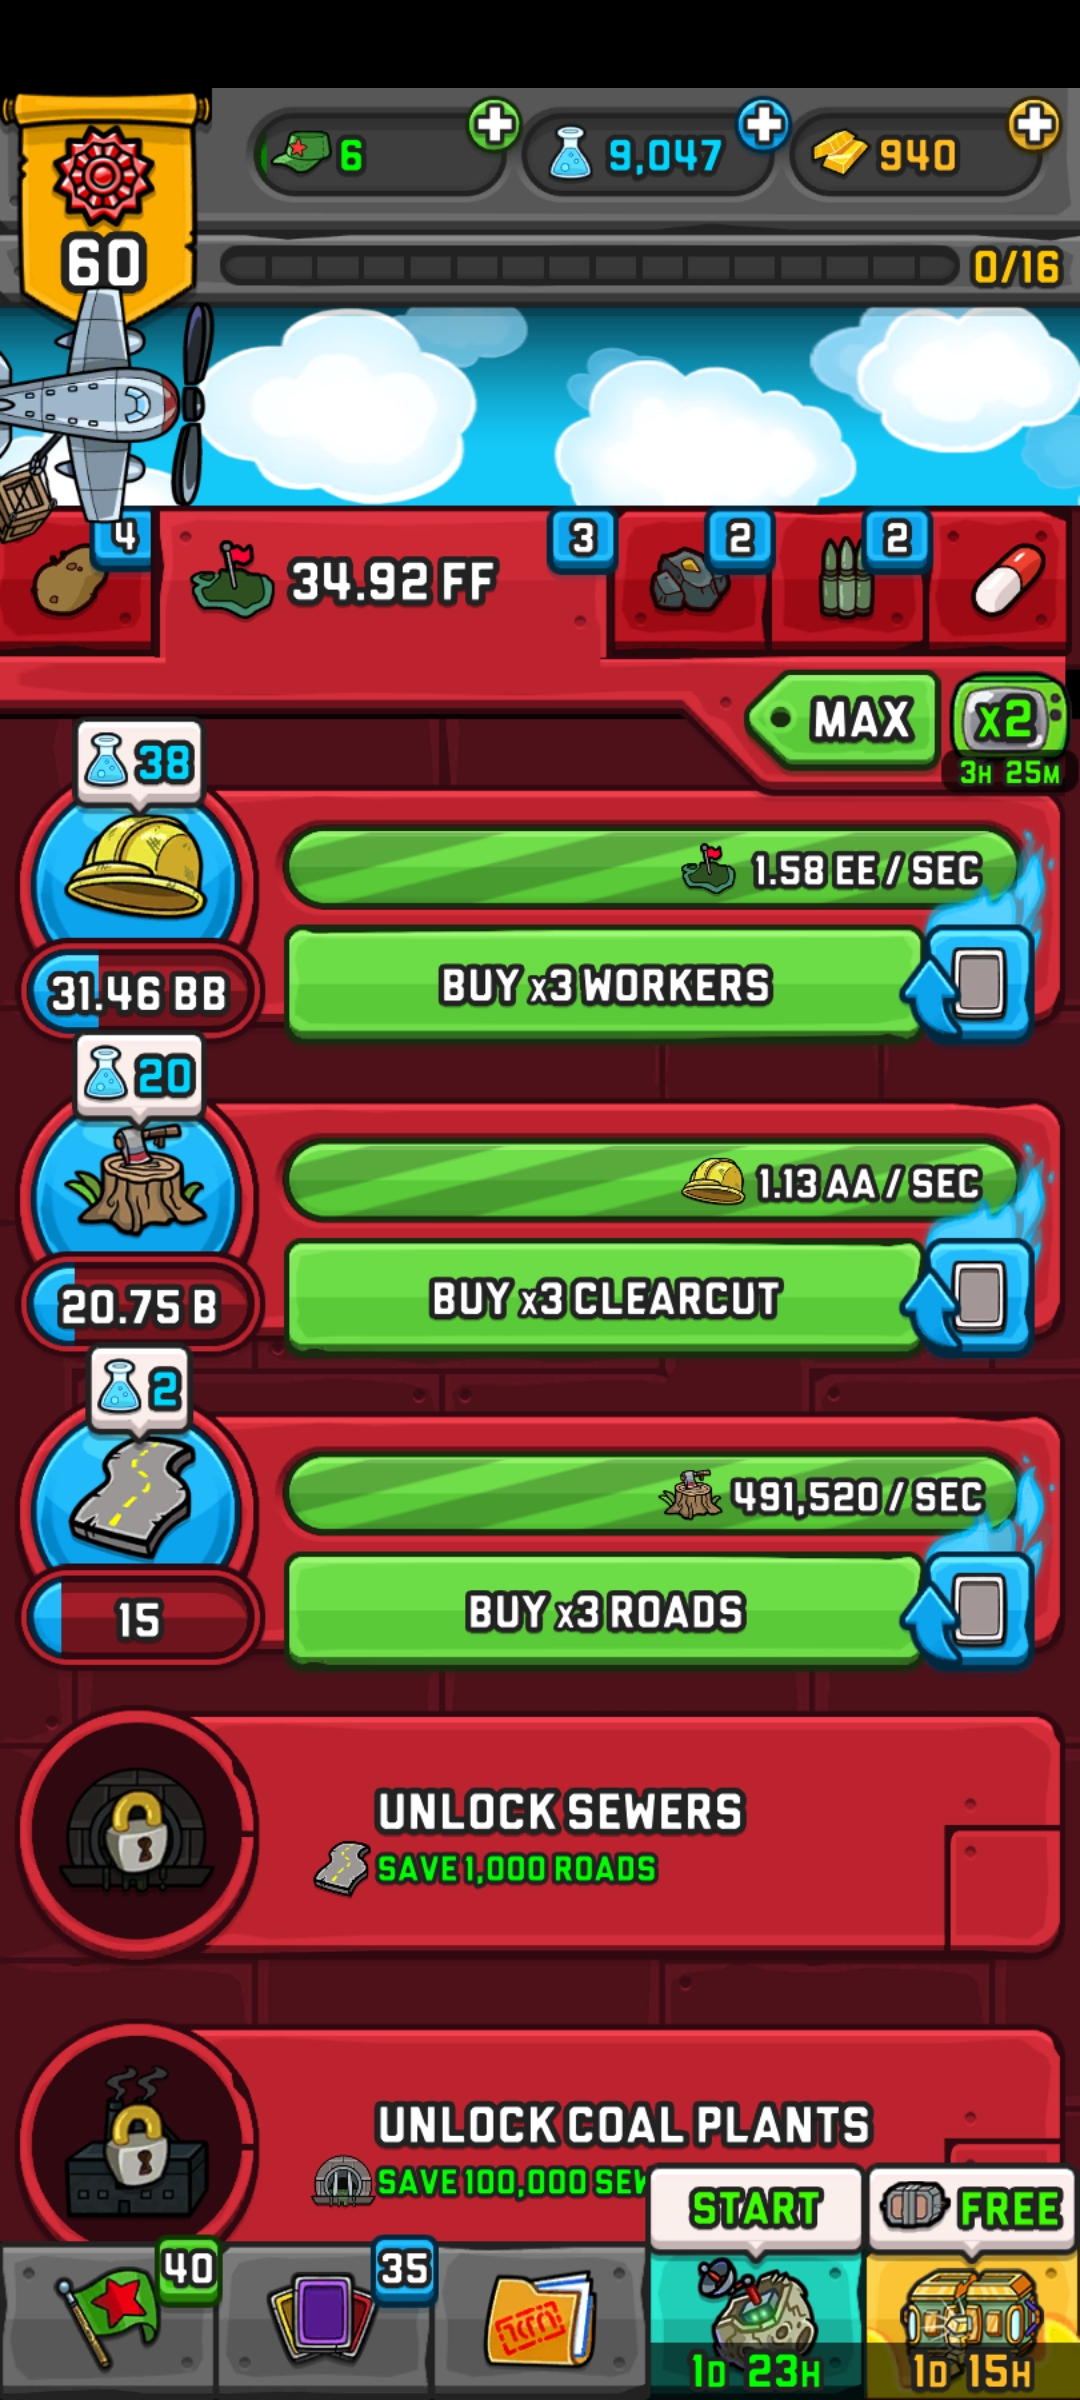 6
9,047
940
60
0/16
4
34.92 FF
3
2
2
MAX
x2
3H 25M
38
1.58 EE / SEC
31.46 BB
BUY x3 WORKERS
20
1.13 AA / SEC
20.75 B
BUY x3 CLEARCUT
2
491,520 / SEC
15
BUY x3 ROADS
UNLOCK SEWERS
SAVE 1,000 ROADS
UNLOCK COAL PLANTS
SAVE 100,000 SEW
START
FREE
40
35
1D 23H
1D 15H